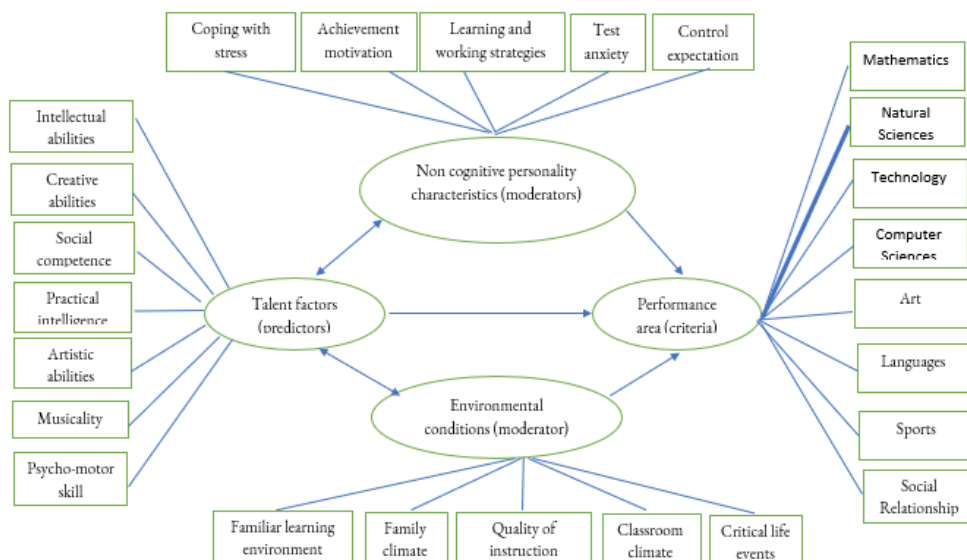 Coping with
stress
Achievement
motivation
Learning and
working strategies
Test
anxiety
Control
expectation
Mathematics
Natural
Sciences
Technology
Computer
Sciences
Art
Languages
Sports
Social
Relationship
Intellectual
abilities
Creative
abilities
Social
competence
Practical
intelligence
Artistic
abilities
Musicality
Psycho-motor
skill
Non cognitive personality
characteristics (moderators)
Talent factors
(predictors)
Performance
area (criteria)
Environmental
conditions (moderator)
Familiar learning
environment
Family
climate
Quality of
instruction
Classroom
climate
Critical life
events